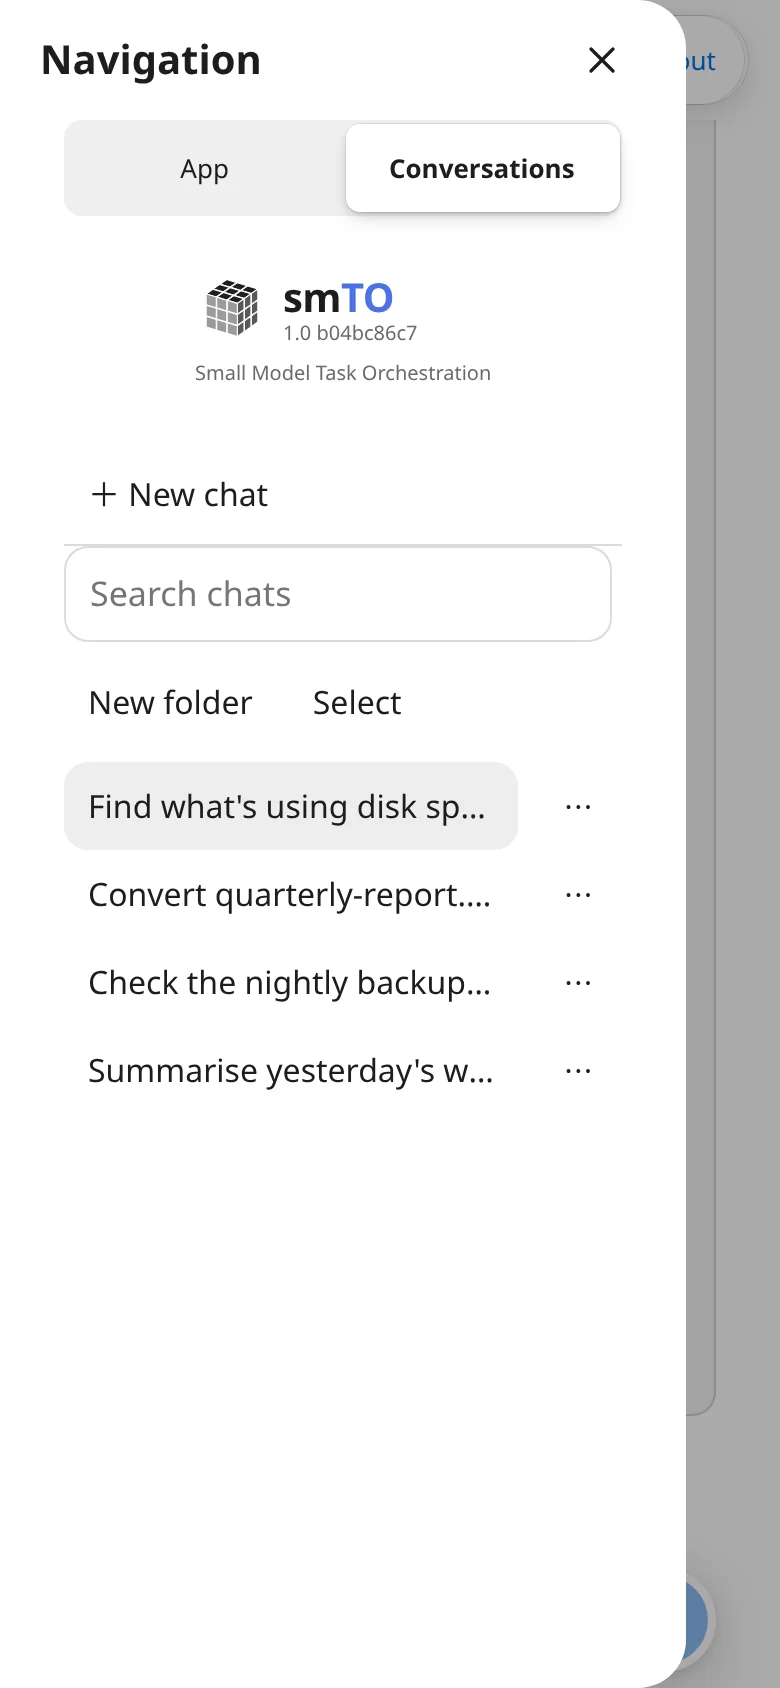 Navigation
out
App
Conversations
smTO
1.0 b04bc86c7
Small Model Task Orchestration
+ New chat
Search chats
New folder
Select
Find what's using disk sp...
Convert quarterly-report....
Check the nightly backup...
Summarise yesterday's w...